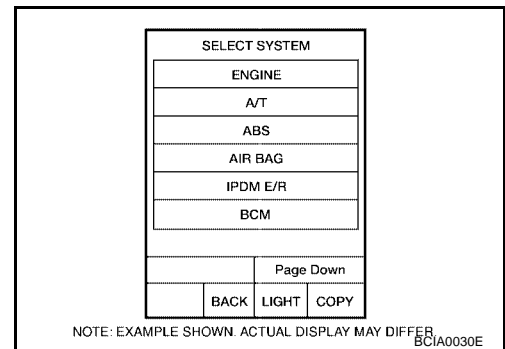 SELECT SYSTEM
ENGINE
A/T
ABS
AIR BAG
IPDM E/R
BCM
Page Down
BACK LIGHT COPY
NOTE: EXAMPLE SHOWN. ACTUAL DISPLAY MAY DIFFER.
BCIA0030E